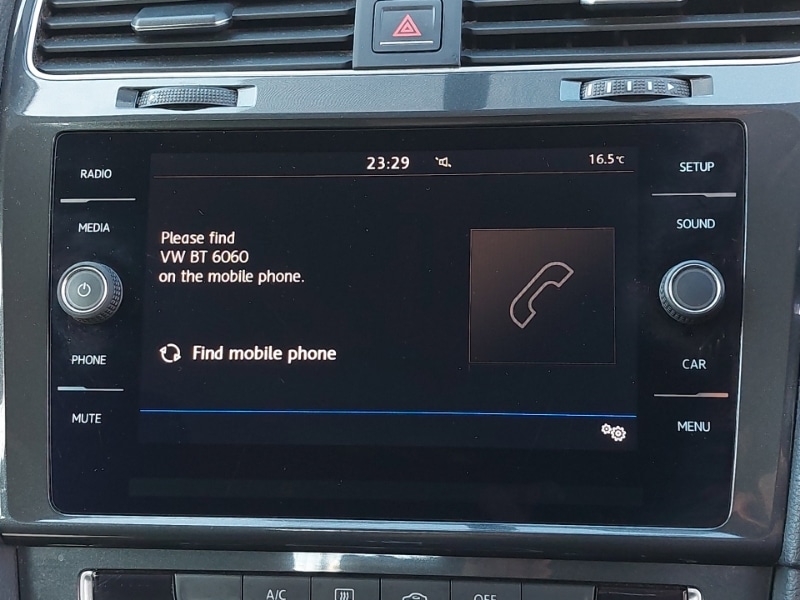 23:29
16.5°C
RADIO
SETUP
MEDIA
SOUND
Please find
VW BT 6060
on the mobile phone.
Find mobile phone
PHONE
CAR
MUTE
MENU
A/C
OFF